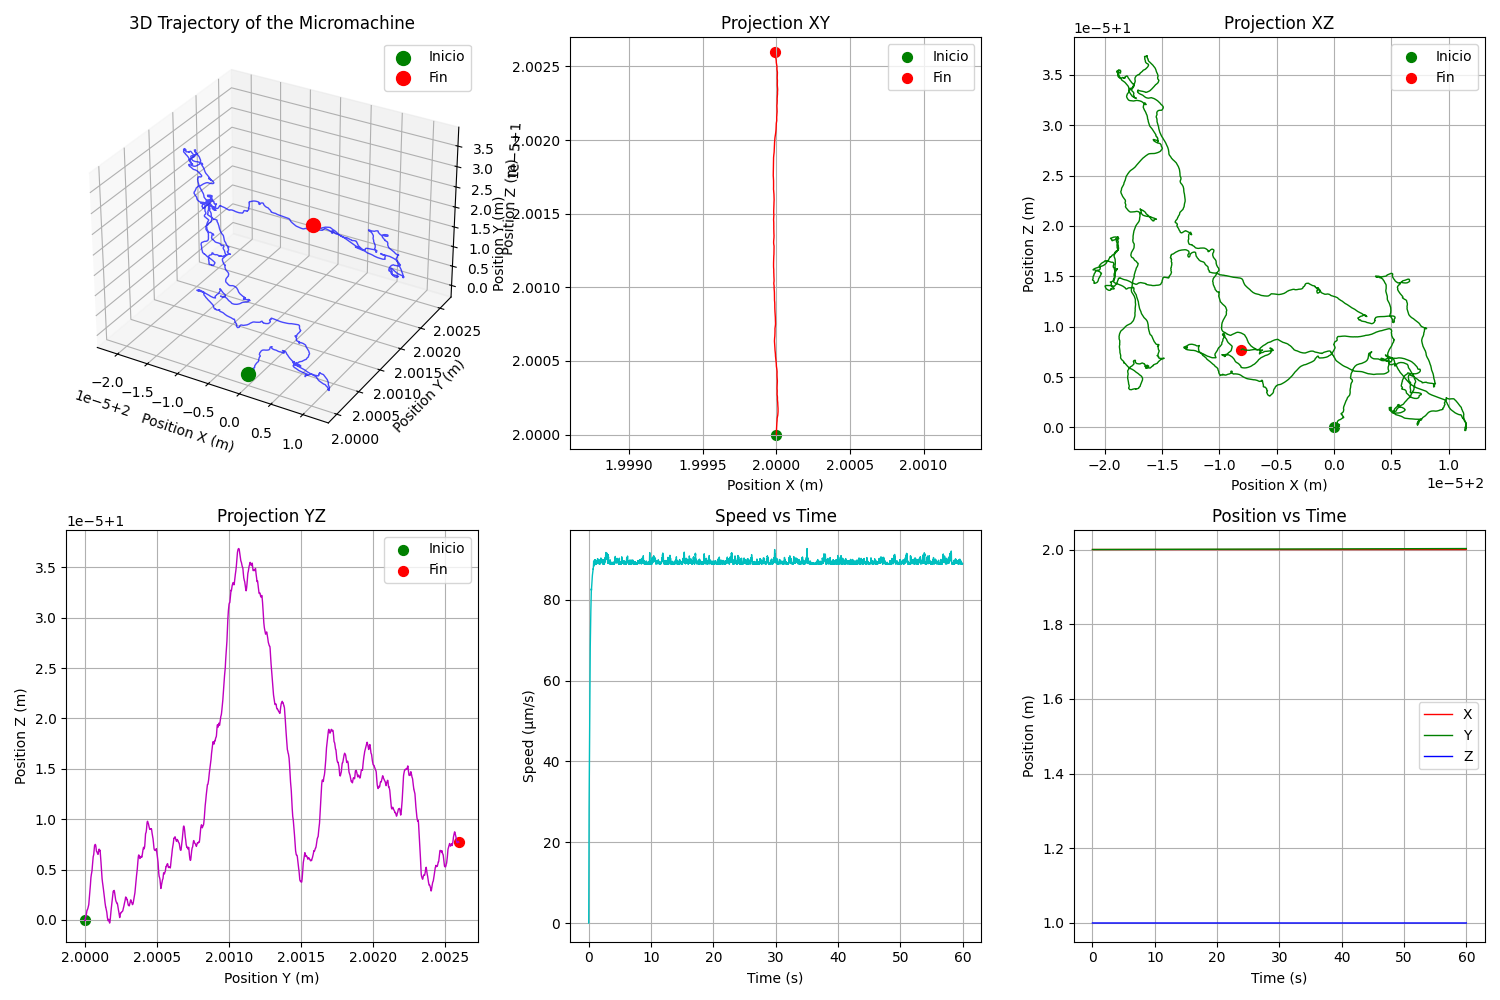 3D Trajectory of the Micromachine
Inicio
Fin
3.5
3.0
2.5
2.0
1.5
1.0
0.5
0.0
1e−5+1
Position Z (m)
Position Y (m)
2.0025
2.0020
2.0015
2.0010
2.0005
2.0000
Position Y (m)
−2.0
−1.5
−1.0
−0.5
0.0
0.5
1.0
1e−5+2
Position X (m)
Projection XY
Inicio
Fin
2.0025
2.0020
2.0015
2.0010
2.0005
2.0000
1.9990 1.9995 2.0000 2.0005 2.0010
Position X (m)
Projection XZ
1e−5+1
Inicio
Fin
3.5
3.0
2.5
2.0
1.5
1.0
0.5
0.0
Position Z (m)
−2.0 −1.5 −1.0 −0.5 0.0 0.5 1.0
1e−5+2
Position X (m)
Projection YZ
1e−5+1
Inicio
Fin
3.5
3.0
2.5
2.0
1.5
1.0
0.5
0.0
Position Z (m)
2.0000 2.0005 2.0010 2.0015 2.0020 2.0025
Position Y (m)
Speed vs Time
80
60
40
20
0
Speed (μm/s)
0 10 20 30 40 50 60
Time (s)
Position vs Time
2.0
1.8
1.6
1.4
1.2
1.0
Position (m)
X
Y
Z
0 10 20 30 40 50 60
Time (s)